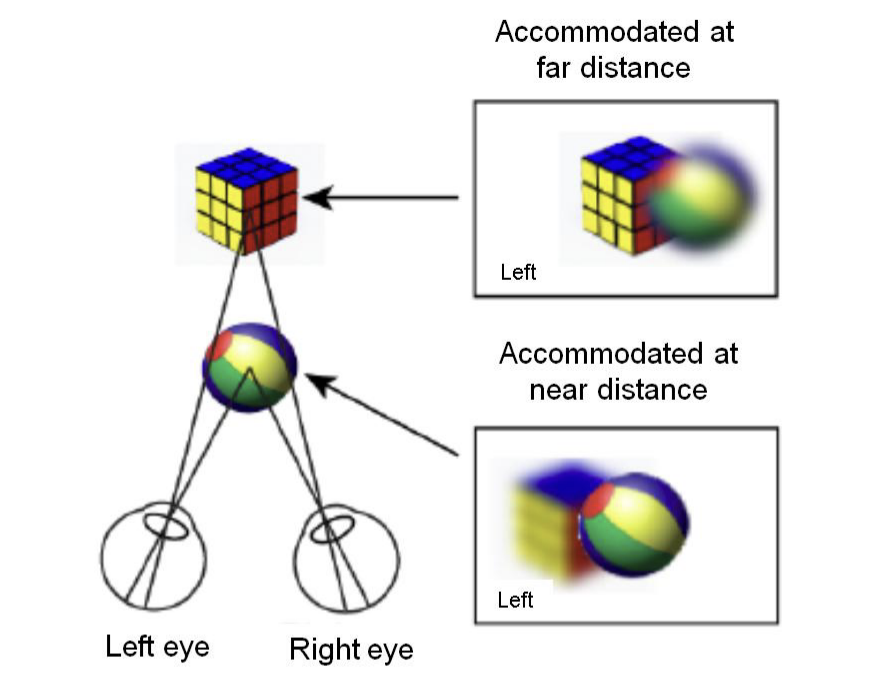 Accommodated at
far distance
Left
Accommodated at
near distance
Left
Left eye
Right eye